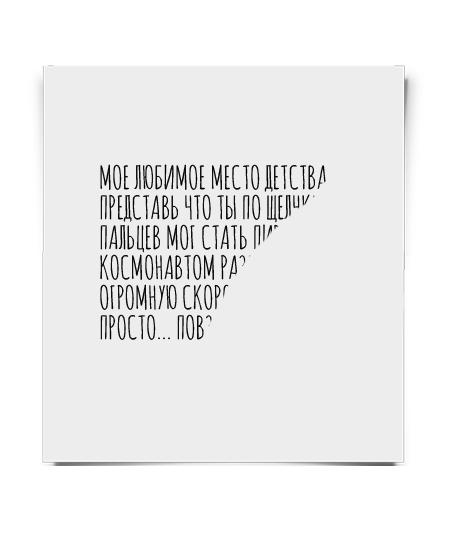 МОЕ ЛЮБИМОЕ МЕСТО ДЕТСТВА
ПРЕДСТАВЬ ЧТО ТЫ ПО
ПАЛЬЦЕВ МОГ СТАТЬ
КОСМОНАВТОМ
ОГРОМНУЮ
ПРОСТО...